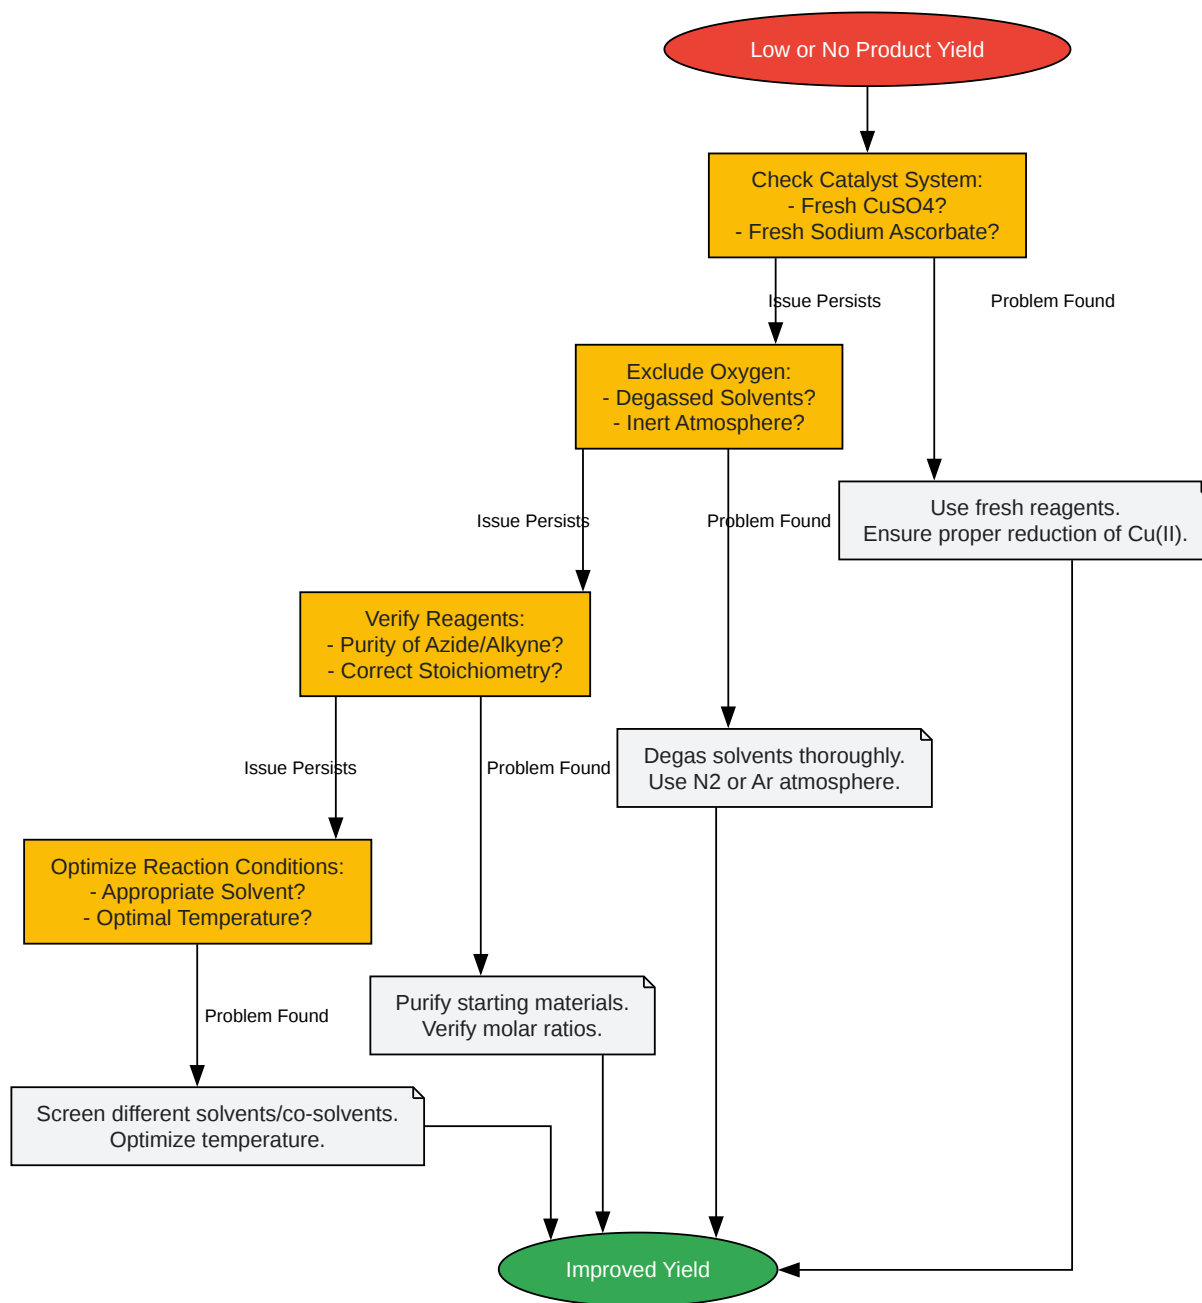 Low or No Product Yield
Check Catalyst System:
- Fresh CuSO4?
- Fresh Sodium Ascorbate?
Issue Persists
Problem Found
Exclude Oxygen:
- Degassed Solvents?
- Inert Atmosphere?
Use fresh reagents.
Ensure proper reduction of Cu(II).
Issue Persists
Problem Found
Verify Reagents:
- Purity of Azide/Alkyne?
- Correct Stoichiometry?
Degas solvents thoroughly.
Use N2 or Ar atmosphere.
Issue Persists
Problem Found
Optimize Reaction Conditions:
- Appropriate Solvent?
- Optimal Temperature?
Purify starting materials.
Verify molar ratios.
Problem Found
Screen different solvents/co-solvents.
Optimize temperature.
Improved Yield